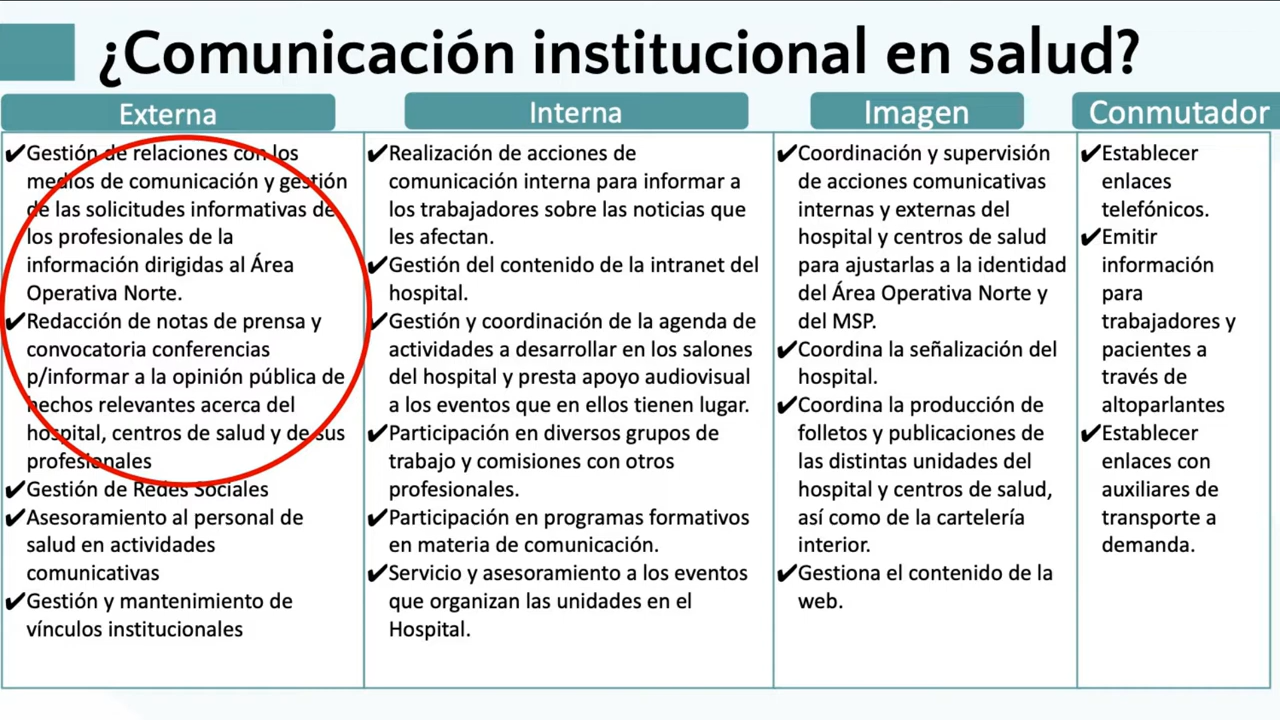 ¿Comunicación institucional en salud?
Externa
✔Gestión de relaciones con los
medios de comunicación y gestión
de las solicitudes informativas de
los profesionales de la
información dirigidas al Área
Operativa Norte.
✔Redacción de notas de prensa y
convocatoria conferencias
p/informar a la opinión pública de
hechos relevantes acerca del
hospital, centros de salud y de sus
profesionales
✔Gestión de Redes Sociales
✔Asesoramiento al personal de
salud en actividades
comunicativas
✔Gestión y mantenimiento de
vínculos institucionales
Interna
✔Realización de acciones de
comunicación interna para informar a
los trabajadores sobre las noticias que
les afectan.
✔Gestión del contenido de la intranet del
hospital.
✔Gestión y coordinación de la agenda de
actividades a desarrollar en los salones
del hospital y presta apoyo audiovisual
a los eventos que en ellos tienen lugar.
✔Participación en diversos grupos de
trabajo y comisiones con otros
profesionales.
✔Participación en programas formativos
en materia de comunicación.
✔Servicio y asesoramiento a los eventos
que organizan las unidades en el
Hospital.
Imagen
✔Coordinación y supervisión
de acciones comunicativas
internas y externas del
hospital y centros de salud
para ajustarlas a la identidad
del Área Operativa Norte y
del MSP.
✔Coordina la señalización del
hospital.
✔Coordina la producción de
folletos y publicaciones de
las distintas unidades del
hospital y centros de salud,
así como de la cartelería
interior.
✔Gestiona el contenido de la
web.
Conmutador
✔Establecer
enlaces
telefónicos.
✔Emitir
información
para
trabajadores y
pacientes a
través de
altoparlantes
✔Establecer
enlaces con
auxiliares de
transporte a
demanda.